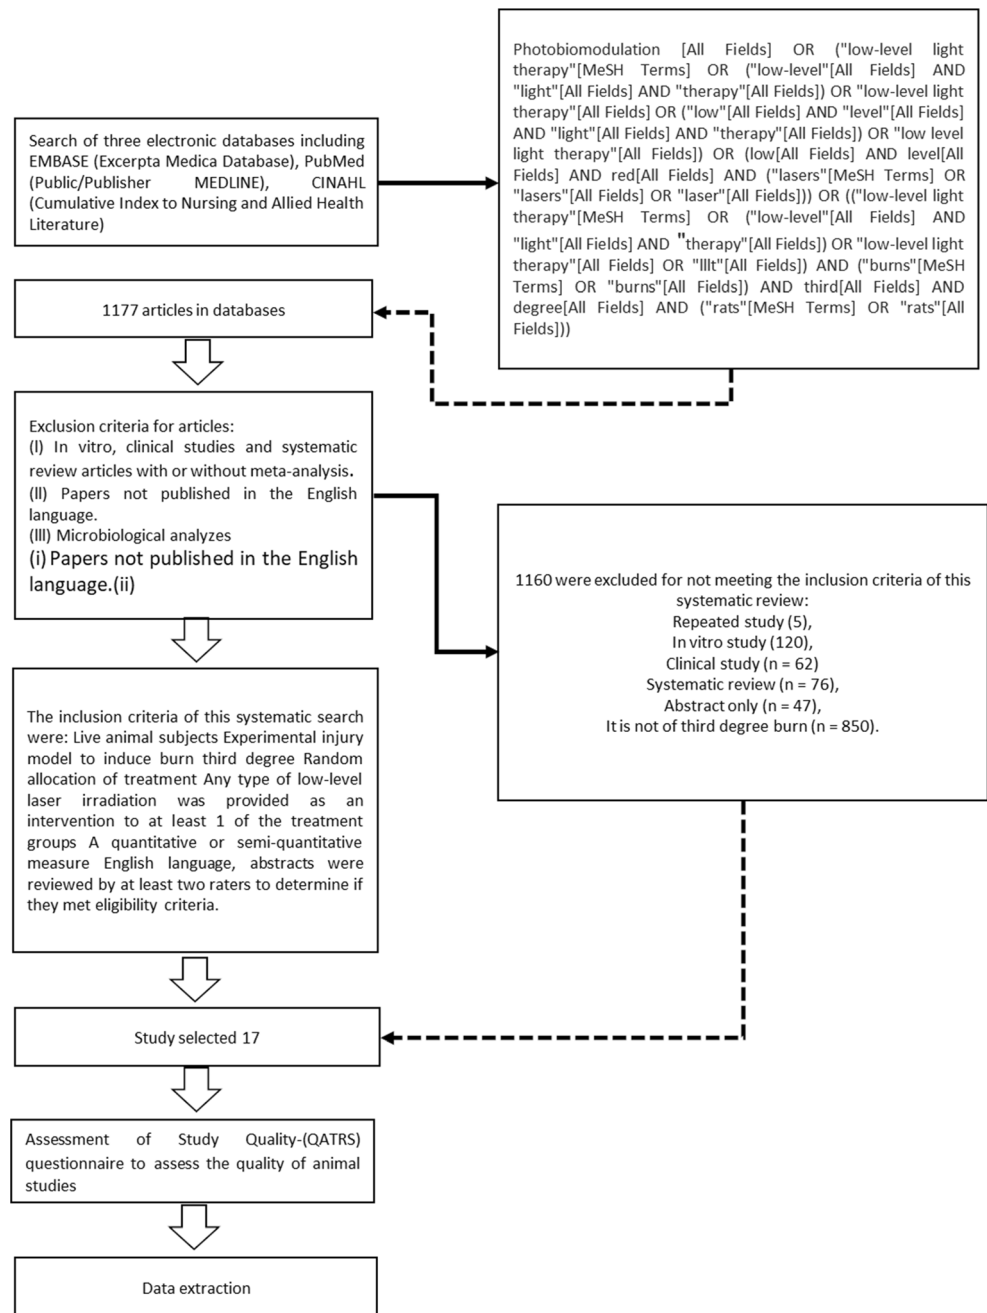 Search of three electronic databases including
EMBASE (Excerpta Medica Database), PubMed
(Public/Publisher MEDLINE), CINAHL
(Cumulative Index to Nursing and Allied Health
Literature)
Photobiomodulation [All Fields] OR ("low-level light
therapy"[MeSH Terms] OR ("low-level"[All Fields] AND
"light"[All Fields] AND "therapy"[All Fields]) OR "low-level light
therapy"[All Fields] OR ("low"[All Fields] AND "level"[All Fields]
AND "light"[All Fields] AND "therapy"[All Fields]) OR "low level
light therapy"[All Fields]) OR (low[All Fields] AND level[All
Fields] AND red[All Fields] AND ("lasers"[MeSH Terms] OR
"lasers"[All Fields] OR "laser"[All Fields])) OR (("low-level light
therapy"[MeSH Terms] OR ("low-level"[All Fields] AND
"light"[All Fields] AND "therapy"[All Fields]) OR "low-level light
therapy"[All Fields] OR "lllt"[All Fields]) AND ("burns"[MeSH
Terms] OR "burns"[All Fields]) AND third[All Fields] AND
degree[All Fields] AND ("rats"[MeSH Terms] OR "rats"[All
Fields]))
1177 articles in databases
Exclusion criteria for articles:
(l) In vitro, clinical studies and systematic
review articles with or without meta-analysis.
(ll) Papers not published in the English
language.
(lll) Microbiological analyzes
(i) Papers not published in the English
language.(ii)
1160 were excluded for not meeting the inclusion criteria of this
systematic review:
Repeated study (5),
In vitro study (120),
Clinical study (n = 62)
Systematic review (n = 76),
Abstract only (n = 47),
It is not of third degree burn (n = 850).
The inclusion criteria of this systematic search
were: Live animal subjects Experimental injury
model to induce burn third degree Random
allocation of treatment Any type of low-level
laser irradiation was provided as an
intervention to at least 1 of the treatment
groups A quantitative or semi-quantitative
measure English language, abstracts were
reviewed by at least two raters to determine if
they met eligibility criteria.
Study selected 17
Assessment of Study Quality-(QATRS)
questionnaire to assess the quality of animal
studies
Data extraction